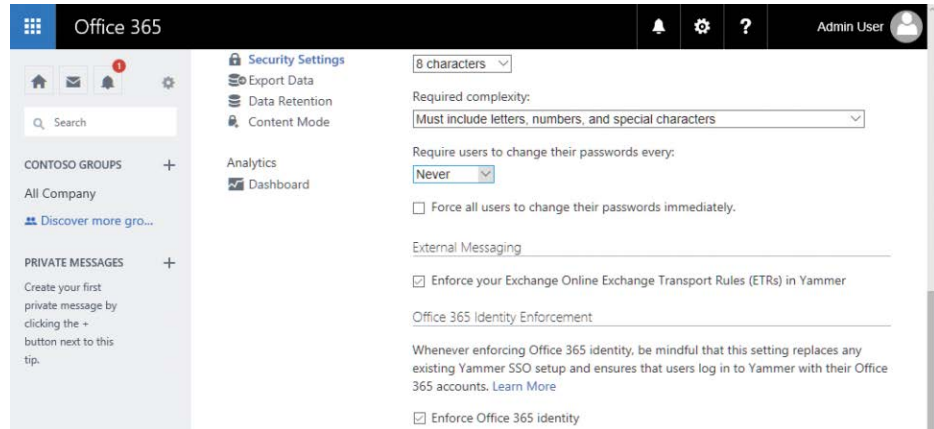 Office 365
?
Admin User
1
Search
CONTOSO GROUPS +
All Company
Discover more gro...
PRIVATE MESSAGES +
Create your first
private message by
clicking the +
button next to this
tip.
Security Settings
Export Data
Data Retention
Content Mode
Analytics
Dashboard
8 characters
Required complexity:
Must include letters, numbers, and special characters
Require users to change their passwords every:
Never
Force all users to change their passwords immediately.
External Messaging
Enforce your Exchange Online Exchange Transport Rules (ETRs) in Yammer
Office 365 Identity Enforcement
Whenever enforcing Office 365 identity, be mindful that this setting replaces any
existing Yammer SSO setup and ensures that users log in to Yammer with their Office
365 accounts. Learn More
Enforce Office 365 identity